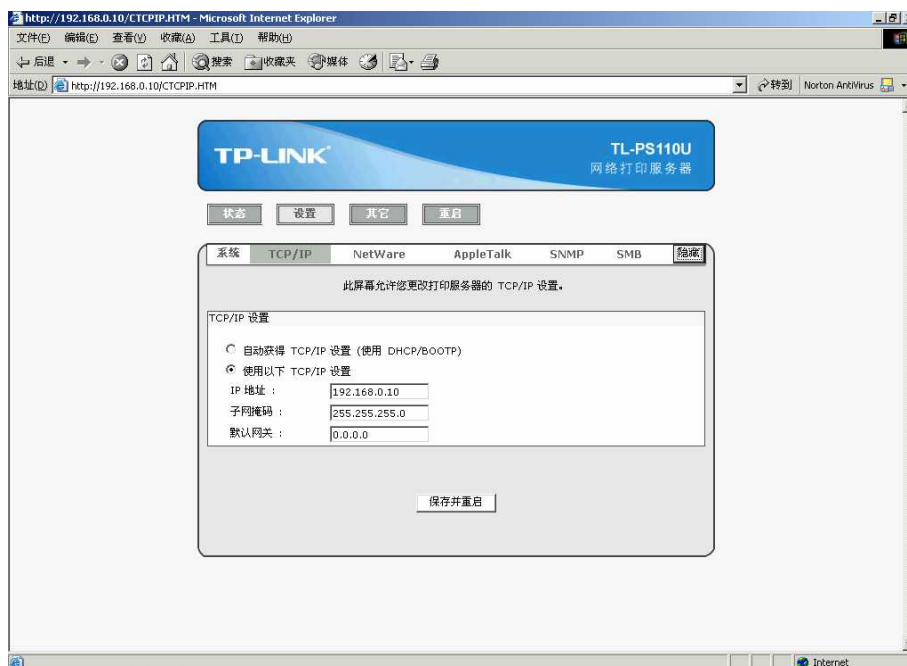 http://192.168.0.10/CTCPIP.HTM - Microsoft Internet Explorer
文件(F) 编辑(E) 查看(V) 收藏(A) 工具(T) 帮助(H)
后退 搜索 收藏夹 媒体
地址(D) http://192.168.0.10/CTCPIP.HTM 转到 Norton AntiVirus
TP-LINK
TL-PS110U
网络打印服务器
状态 设置 其它 重启
系统 TCP/IP NetWare AppleTalk SNMP SMB 隐藏
此屏幕允许您更改打印服务器的 TCP/IP 设置。
TCP/IP 设置
自动获得 TCP/IP 设置 (使用 DHCP/BOOTP)
使用以下 TCP/IP 设置
IP 地址 : 192.168.0.10
子网掩码 : 255.255.255.0
默认网关 : 0.0.0.0
保存并重启
Internet